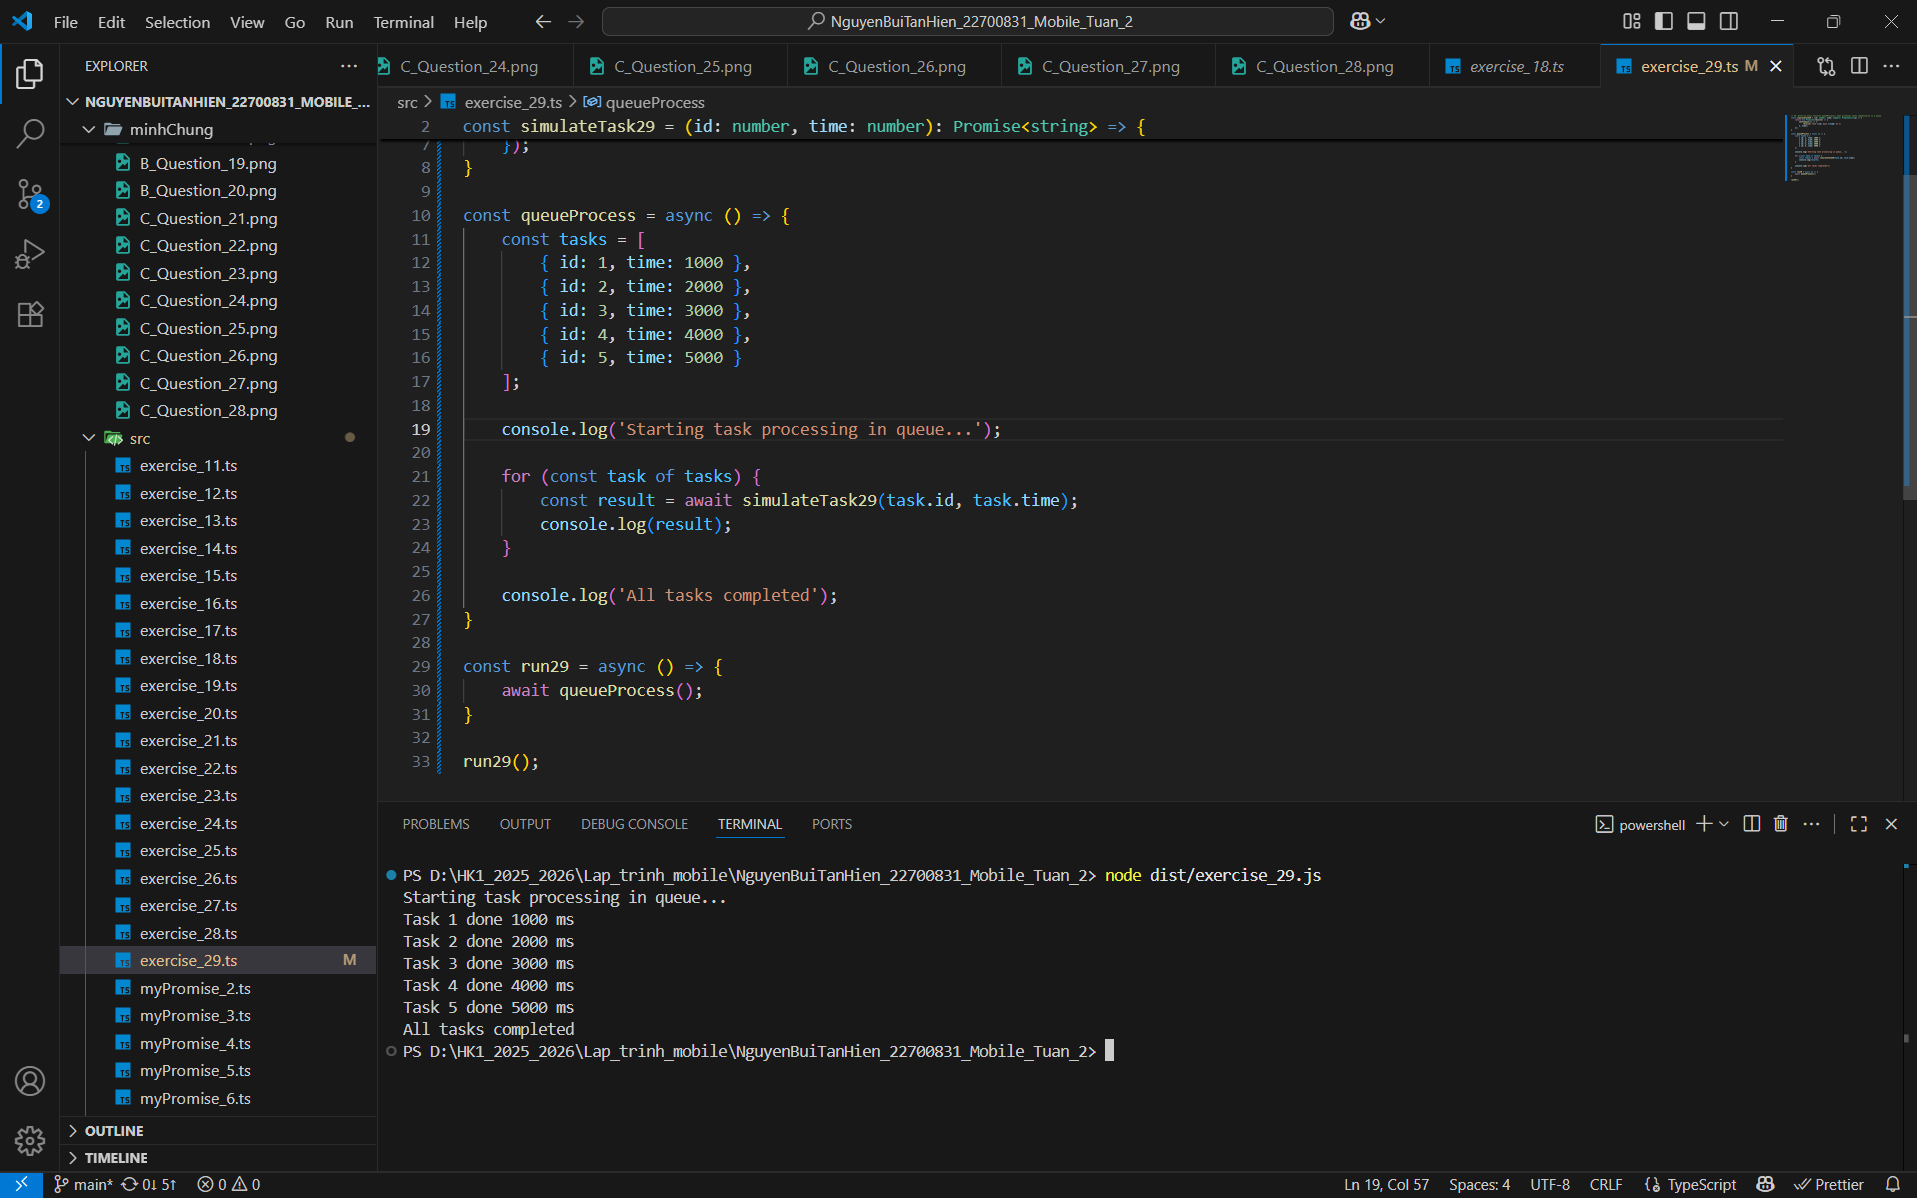 File Edit Selection View Go Run Terminal Help
NguyenBuiTanHien_22700831_Mobile_Tuan_2
EXPLORER
NGUYENBUITANHIEN_22700831_MOBILE_...
minhChung
B_Question_19.png
B_Question_20.png
C_Question_21.png
C_Question_22.png
C_Question_23.png
C_Question_24.png
C_Question_25.png
C_Question_26.png
C_Question_27.png
C_Question_28.png
src
exercise_11.ts
exercise_12.ts
exercise_13.ts
exercise_14.ts
exercise_15.ts
exercise_16.ts
exercise_17.ts
exercise_18.ts
exercise_19.ts
exercise_20.ts
exercise_21.ts
exercise_22.ts
exercise_23.ts
exercise_24.ts
exercise_25.ts
exercise_26.ts
exercise_27.ts
exercise_28.ts
exercise_29.ts M
myPromise_2.ts
myPromise_3.ts
myPromise_4.ts
myPromise_5.ts
myPromise_6.ts
OUTLINE
TIMELINE
2
C_Question_24.png C_Question_25.png C_Question_26.png C_Question_27.png C_Question_28.png exercise_18.ts exercise_29.ts M
src > exercise_29.ts > queueProcess
2 const simulateTask29 = (id: number, time: number): Promise<string> => {
7 });
8 }
9
10 const queueProcess = async () => {
11 const tasks = [
12 { id: 1, time: 1000 },
13 { id: 2, time: 2000 },
14 { id: 3, time: 3000 },
15 { id: 4, time: 4000 },
16 { id: 5, time: 5000 }
17 ];
18
19 console.log('Starting task processing in queue...');
20
21 for (const task of tasks) {
22 const result = await simulateTask29(task.id, task.time);
23 console.log(result);
24 }
25
26 console.log('All tasks completed');
27 }
28
29 const run29 = async () => {
30 await queueProcess();
31 }
32
33 run29();
PROBLEMS OUTPUT DEBUG CONSOLE TERMINAL PORTS
powershell
PS D:\HK1_2025_2026\Lap_trinh_mobile\NguyenBuiTanHien_22700831_Mobile_Tuan_2> node dist/exercise_29.js
Starting task processing in queue...
Task 1 done 1000 ms
Task 2 done 2000 ms
Task 3 done 3000 ms
Task 4 done 4000 ms
Task 5 done 5000 ms
All tasks completed
PS D:\HK1_2025_2026\Lap_trinh_mobile\NguyenBuiTanHien_22700831_Mobile_Tuan_2>
main* 0↓ 5↑ 0 0
Ln 19, Col 57 Spaces: 4 UTF-8 CRLF {} TypeScript Prettier